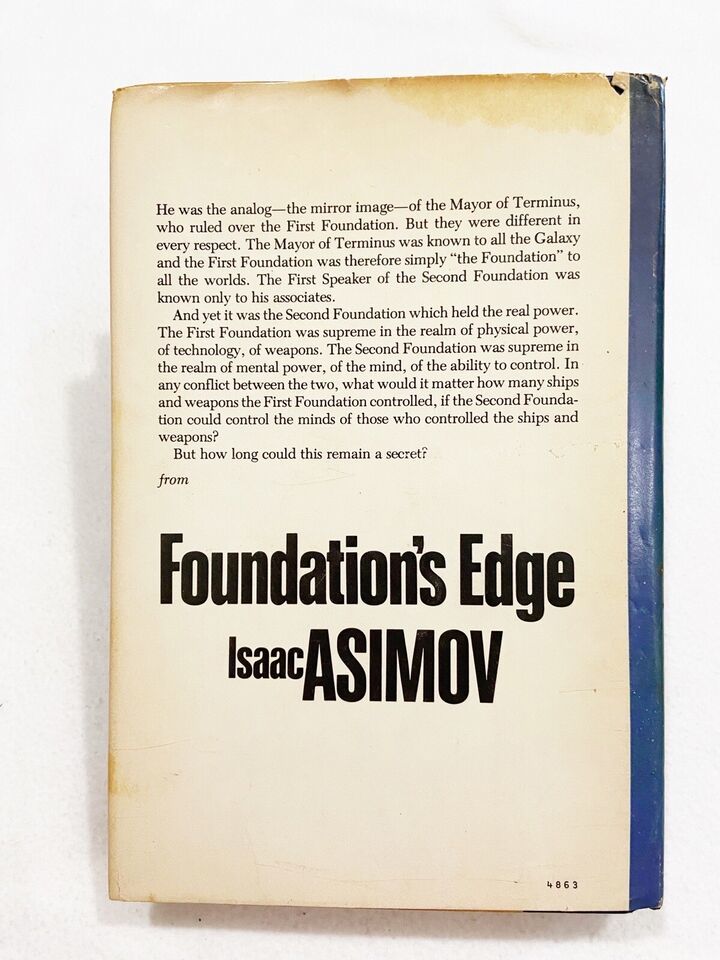 He was the analog—the mirror image—of the Mayor of Terminus,
who ruled over the First Foundation. But they were different in
every respect. The Mayor of Terminus was known to all the Galaxy
and the First Foundation was therefore simply “the Foundation” to
all the worlds. The First Speaker of the Second Foundation was
known only to his associates.
And yet it was the Second Foundation which held the real power.
The First Foundation was supreme in the realm of physical power,
of technology, of weapons. The Second Foundation was supreme in
the realm of mental power, of the mind, of the ability to control. In
any conflict between the two, what would it matter how many ships
and weapons the First Foundation controlled, if the Second Founda-
tion could control the minds of those who controlled the ships and
weapons?
But how long could this remain a secret?
from
Foundation's Edge
Isaac ASIMOV
4863